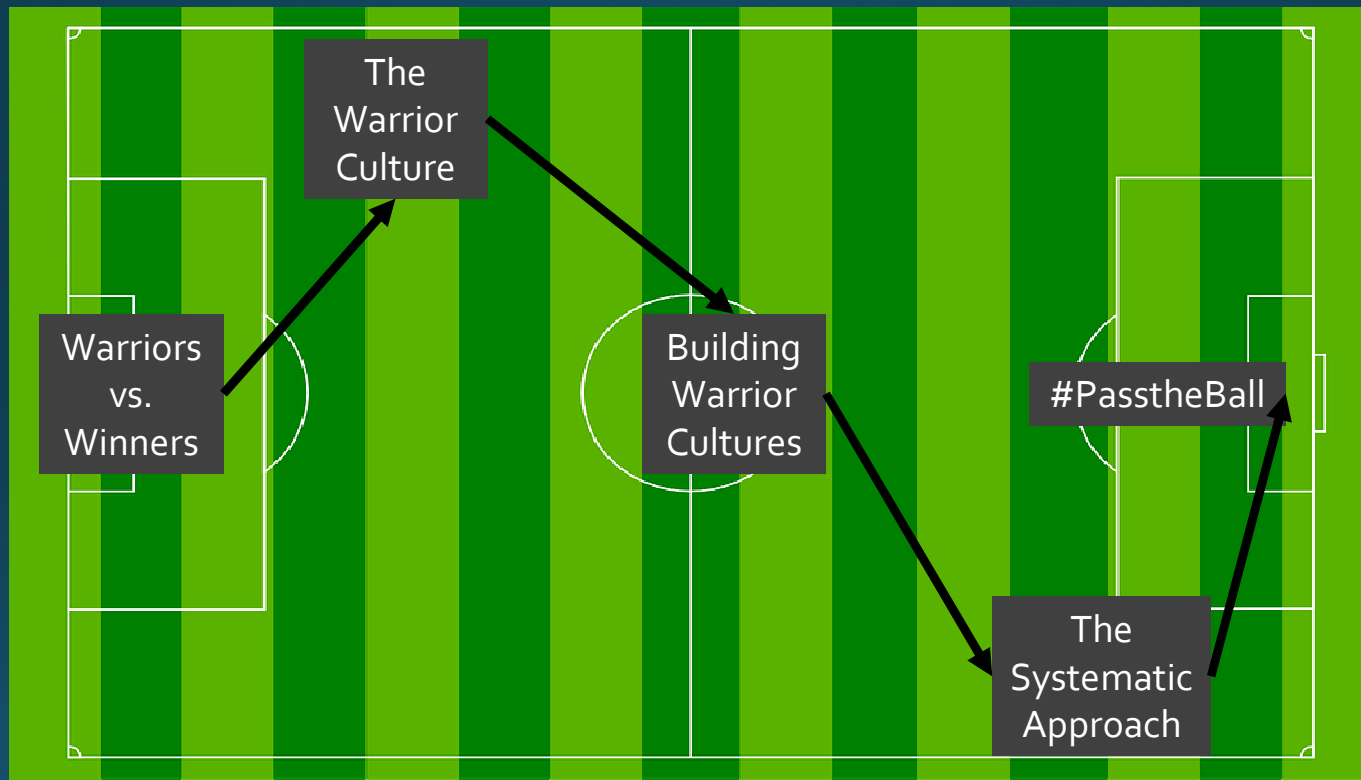 Warriors
vs.
Winners
The
Warrior
Culture
Building
Warrior
Cultures
The
Systematic
Approach
#PasstheBall